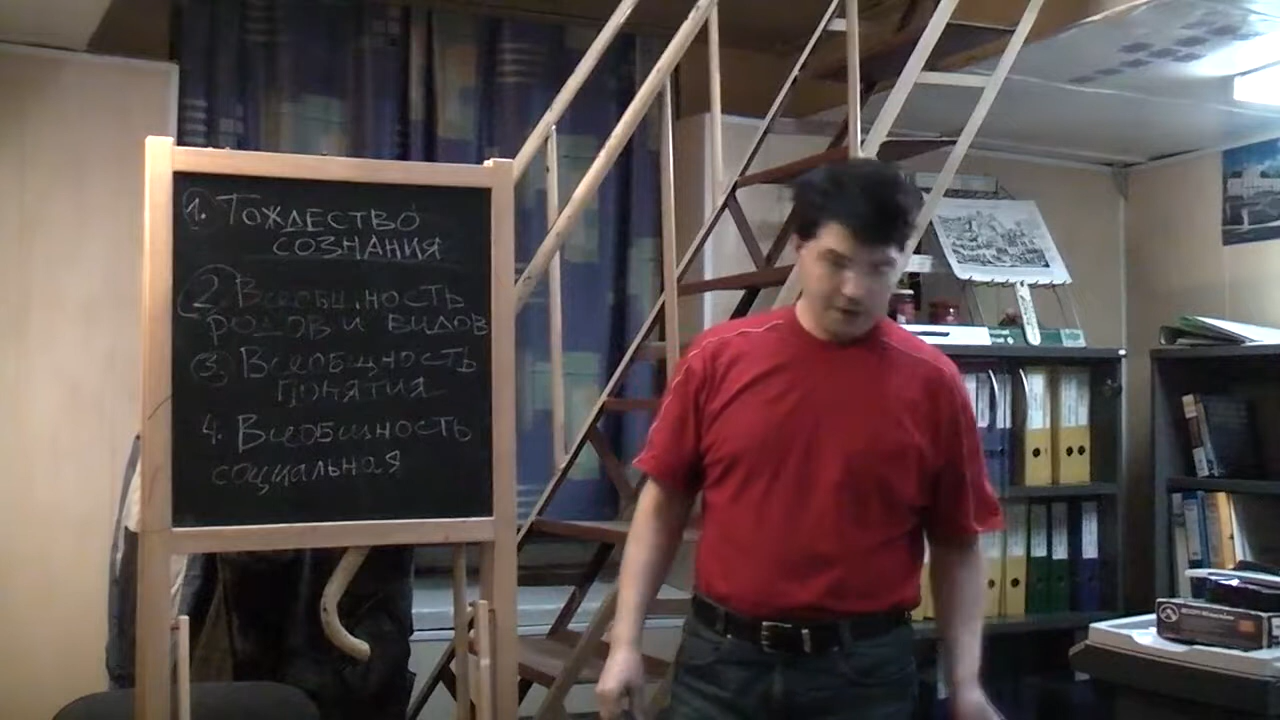 1. ТОЖДЕСТВО
СОЗНАНИЯ
2. Всеобщность
родов и видов
3. Всеобщность
понятия
4. Всеобщность
социальная